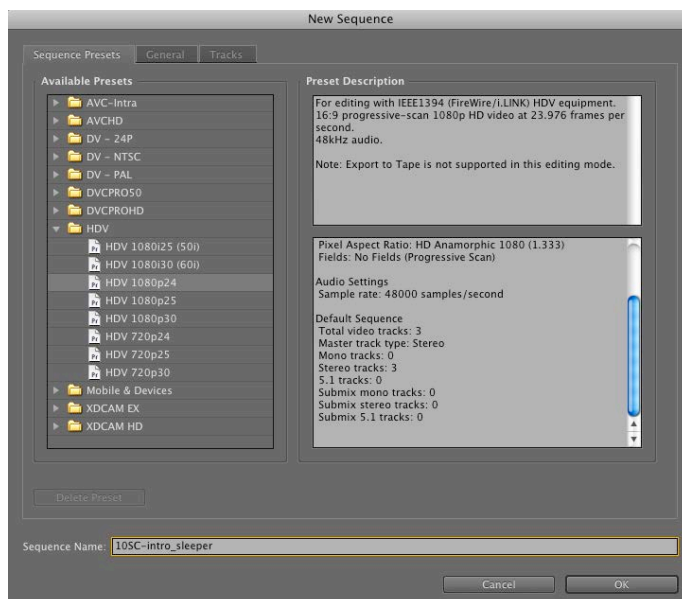 New Sequence
Sequence Presets General Tracks
Available Presets
AVC-Intra
AVCHD
DV - 24P
DV - NTSC
DV - PAL
DVCPRO50
DVCPROHD
HDV
HDV 1080i25 (50i)
HDV 1080i30 (60i)
HDV 1080p24
HDV 1080p25
HDV 1080p30
HDV 720p24
HDV 720p25
HDV 720p30
Mobile & Devices
XDCAM EX
XDCAM HD
Delete Preset
Preset Description
For editing with IEEE1394 (FireWire/i.LINK) HDV equipment.
16:9 progressive-scan 1080p HD video at 23.976 frames per
second.
48kHz audio.
Note: Export to Tape is not supported in this editing mode.
Pixel Aspect Ratio: HD Anamorphic 1080 (1.333)
Fields: No Fields (Progressive Scan)
Audio Settings
Sample rate: 48000 samples/second
Default Sequence
Total video tracks: 3
Master track type: Stereo
Mono tracks: 0
Stereo tracks: 3
5.1 tracks: 0
Submix mono tracks: 0
Submix stereo tracks: 0
Submix 5.1 tracks: 0
Sequence Name: 10SC-intro_sleeper
Cancel OK